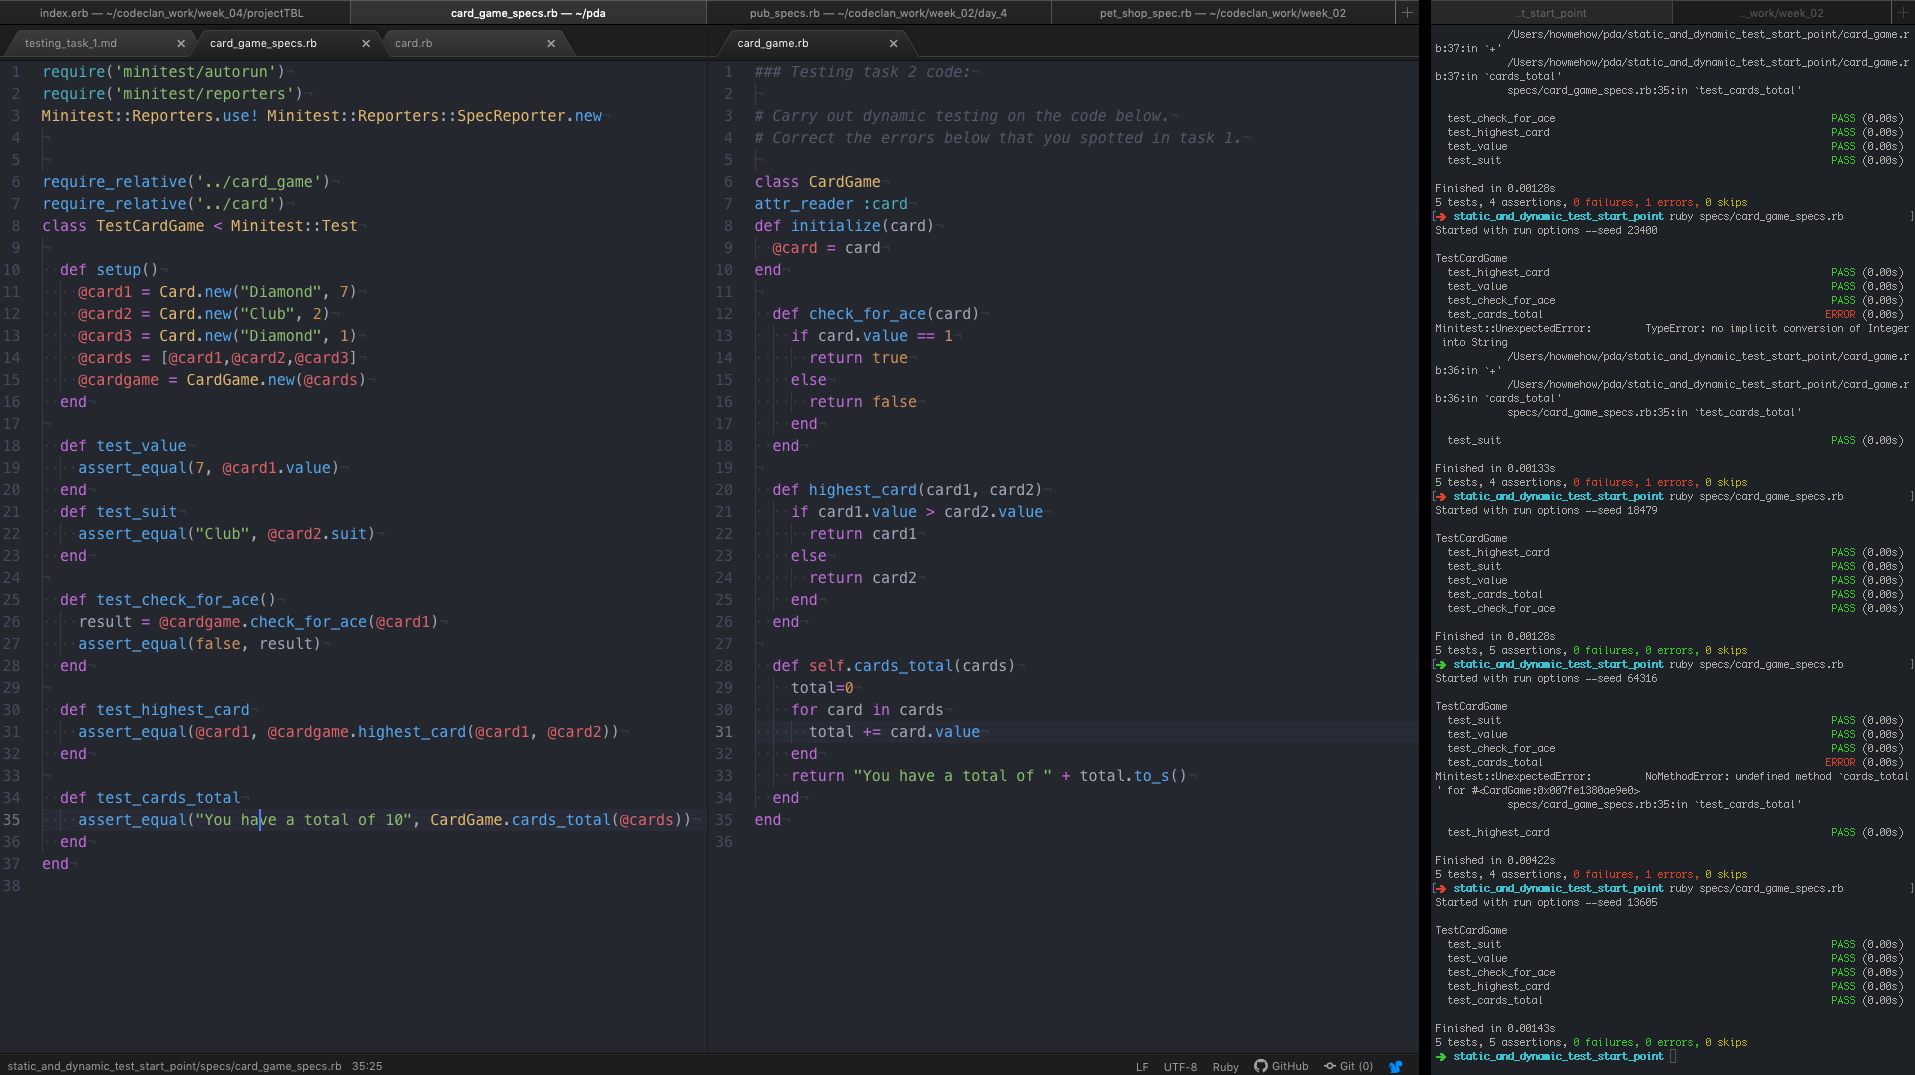 index.erb — ~/codeclan_work/week_04/projectTBL
card_game_specs.rb — ~/pda
pub_specs.rb — ~/codeclan_work/week_02/day_4
pet_shop_spec.rb — ~/codeclan_work/week_02
testing_task_1.md
card_game_specs.rb
card.rb
1 require('minitest/autorun')
2 require('minitest/reporters')
3 Minitest::Reporters.use! Minitest::Reporters::SpecReporter.new
4
5
6 require_relative('../card_game')
7 require_relative('../card')
8 class TestCardGame < Minitest::Test
9
10 def setup()
11 @card1 = Card.new("Diamond", 7)
12 @card2 = Card.new("Club", 2)
13 @card3 = Card.new("Diamond", 1)
14 @cards = [@card1,@card2,@card3]
15 @cardgame = CardGame.new(@cards)
16 end
17
18 def test_value
19 assert_equal(7, @card1.value)
20 end
21 def test_suit
22 assert_equal("Club", @card2.suit)
23 end
24
25 def test_check_for_ace()
26 result = @cardgame.check_for_ace(@card1)
27 assert_equal(false, result)
28 end
29
30 def test_highest_card
31 assert_equal(@card1, @cardgame.highest_card(@card1, @card2))
32 end
33
34 def test_cards_total
35 assert_equal("You have a total of 10", CardGame.cards_total(@cards))
36 end
37 end
38
card_game.rb
1 ### Testing task 2 code:
2
3 # Carry out dynamic testing on the code below.
4 # Correct the errors below that you spotted in task 1.
5
6 class CardGame
7 attr_reader :card
8 def initialize(card)
9 @card = card
10 end
11
12 def check_for_ace(card)
13 if card.value == 1
14 return true
15 else
16 return false
17 end
18 end
19
20 def highest_card(card1, card2)
21 if card1.value > card2.value
22 return card1
23 else
24 return card2
25 end
26 end
27
28 def self.cards_total(cards)
29 total=0
30 for card in cards
31 total += card.value
32 end
33 return "You have a total of " + total.to_s()
34 end
35 end
36
static_and_dynamic_test_start_point/specs/card_game_specs.rb 35:25
LF UTF-8 Ruby GitHub Git (0)
..t_start_point
.._work/week_02
/Users/howmehow/pda/static_and_dynamic_test_start_point/card_game.r
b:37:in `+'
/Users/howmehow/pda/static_and_dynamic_test_start_point/card_game.r
b:37:in `cards_total'
specs/card_game_specs.rb:35:in `test_cards_total'
test_check_for_ace PASS (0.00s)
test_highest_card PASS (0.00s)
test_value PASS (0.00s)
test_suit PASS (0.00s)
Finished in 0.00128s
5 tests, 4 assertions, 0 failures, 1 errors, 0 skips
[➜ static_and_dynamic_test_start_point ruby specs/card_game_specs.rb ]
Started with run options --seed 23400
TestCardGame
test_highest_card PASS (0.00s)
test_value PASS (0.00s)
test_check_for_ace PASS (0.00s)
test_cards_total ERROR (0.00s)
Minitest::UnexpectedError: TypeError: no implicit conversion of Integer
into String
/Users/howmehow/pda/static_and_dynamic_test_start_point/card_game.r
b:36:in `+'
/Users/howmehow/pda/static_and_dynamic_test_start_point/card_game.r
b:36:in `cards_total'
specs/card_game_specs.rb:35:in `test_cards_total'
test_suit PASS (0.00s)
Finished in 0.00133s
5 tests, 4 assertions, 0 failures, 1 errors, 0 skips
[➜ static_and_dynamic_test_start_point ruby specs/card_game_specs.rb ]
Started with run options --seed 18479
TestCardGame
test_highest_card PASS (0.00s)
test_suit PASS (0.00s)
test_value PASS (0.00s)
test_cards_total PASS (0.00s)
test_check_for_ace PASS (0.00s)
Finished in 0.00128s
5 tests, 5 assertions, 0 failures, 0 errors, 0 skips
[➜ static_and_dynamic_test_start_point ruby specs/card_game_specs.rb ]
Started with run options --seed 64316
TestCardGame
test_suit PASS (0.00s)
test_value PASS (0.00s)
test_check_for_ace PASS (0.00s)
test_cards_total ERROR (0.00s)
Minitest::UnexpectedError: NoMethodError: undefined method `cards_total
' for #<CardGame:0x007fe1380ae9e0>
specs/card_game_specs.rb:35:in `test_cards_total'
test_highest_card PASS (0.00s)
Finished in 0.00422s
5 tests, 4 assertions, 0 failures, 1 errors, 0 skips
[➜ static_and_dynamic_test_start_point ruby specs/card_game_specs.rb ]
Started with run options --seed 13605
TestCardGame
test_suit PASS (0.00s)
test_value PASS (0.00s)
test_check_for_ace PASS (0.00s)
test_highest_card PASS (0.00s)
test_cards_total PASS (0.00s)
Finished in 0.00143s
5 tests, 5 assertions, 0 failures, 0 errors, 0 skips
➜ static_and_dynamic_test_start_point